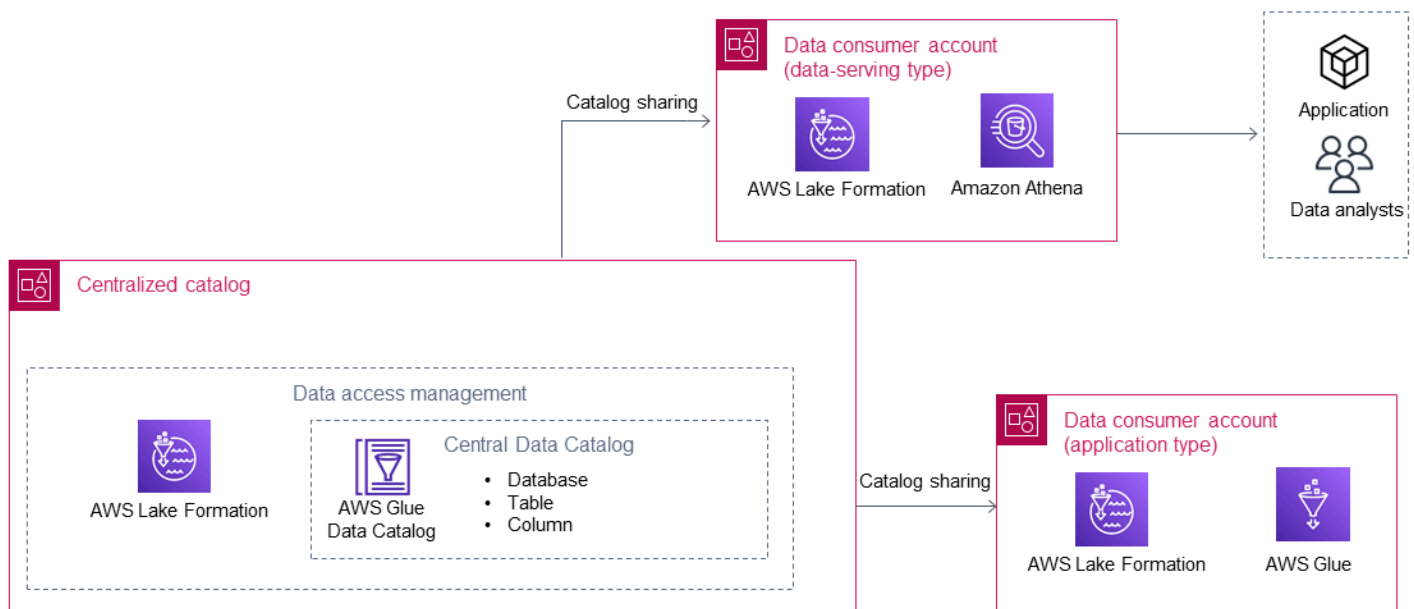 Data consumer account
(data-serving type)
Catalog sharing
AWS Lake Formation
Amazon Athena
Application
Data analysts
Centralized catalog
Data access management
Central Data Catalog
• Database
• Table
• Column
AWS Lake Formation
AWS Glue
Data Catalog
Catalog sharing
Data consumer account
(application type)
AWS Lake Formation
AWS Glue